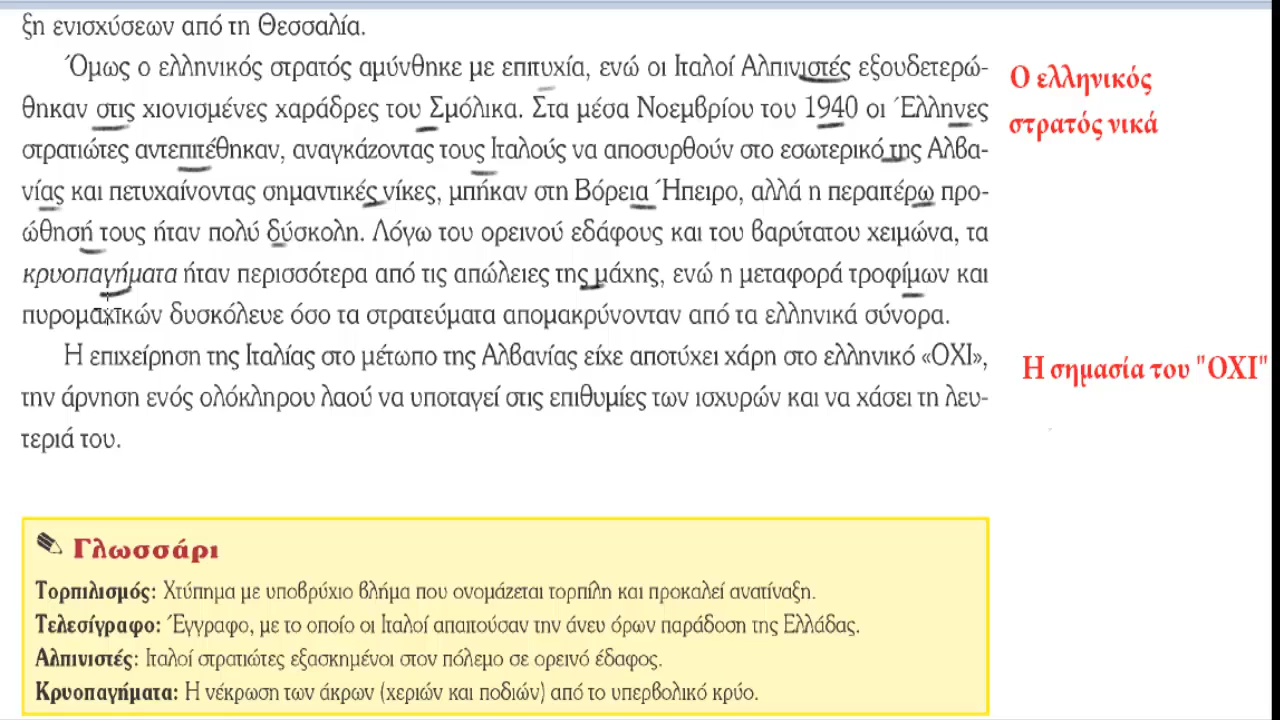 ξη ενισχύσεων από τη Θεσσαλία.
Όμως ο ελληνικός στρατός αμύνθηκε με επιτυχία, ενώ οι Ιταλοί Αλπινιστές εξουδετερώ-
θηκαν στις χιονισμένες χαράδρες του Σμόλικα. Στα μέσα Νοεμβρίου του 1940 οι Έλληνες
στρατιώτες αντεπιτέθηκαν, αναγκάζοντας τους Ιταλούς να αποσυρθούν στο εσωτερικό της Αλβα-
νίας και πετυχαίνοντας σημαντικές νίκες, μπήκαν στη Βόρεια Ήπειρο, αλλά η περαιτέρω προ-
ώθησή τους ήταν πολύ δύσκολη. Λόγω του ορεινού εδάφους και του βαρύτατου χειμώνα, τα
κρυοπαγήματα ήταν περισσότερα από τις απώλειες της μάχης, ενώ η μεταφορά τροφίμων και
πυρομαχικών δυσκόλευε όσο τα στρατεύματα απομακρύνονταν από τα ελληνικά σύνορα.
Η επιχείρηση της Ιταλίας στο μέτωπο της Αλβανίας είχε αποτύχει χάρη στο ελληνικό «ΟΧΙ»,
την άρνηση ενός ολόκληρου λαού να υποταγεί στις επιθυμίες των ισχυρών και να χάσει τη λευ-
τεριά του.
Ο ελληνικός
στρατός νικά
Η σημασία του "ΟΧΙ"
Γλωσσάρι
Τορπιλισμός: Χτύπημα με υποβρύχιο βλήμα που ονομάζεται τορπίλη και προκαλεί ανατίναξη.
Τελεσίγραφο: Έγγραφο, με το οποίο οι Ιταλοί απαιτούσαν την άνευ όρων παράδοση της Ελλάδας.
Αλπινιστές: Ιταλοί στρατιώτες εξασκημένοι στον πόλεμο σε ορεινό έδαφος.
Κρυοπαγήματα: Η νέκρωση των άκρων (χεριών και ποδιών) από το υπερβολικό κρύο.